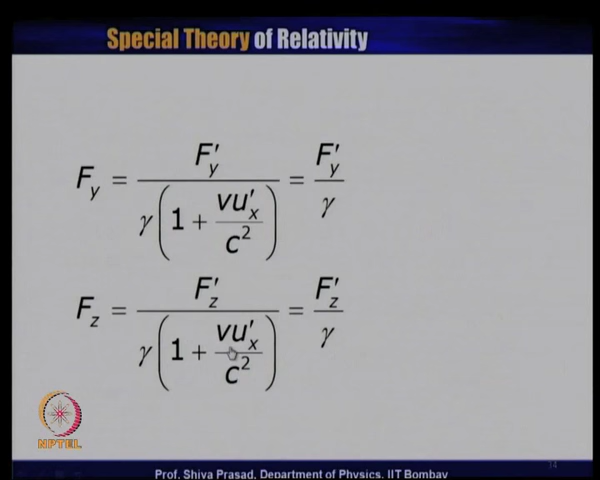 Special Theory of Relativity
F_y = F'_y / γ(1 + vu'_x / c²) = F'_y / γ
F_z = F'_z / γ(1 + vu'_x / c²) = F'_z / γ
NPTEL
14
Prof. Shiva Prasad, Department of Physics, IIT Bombay